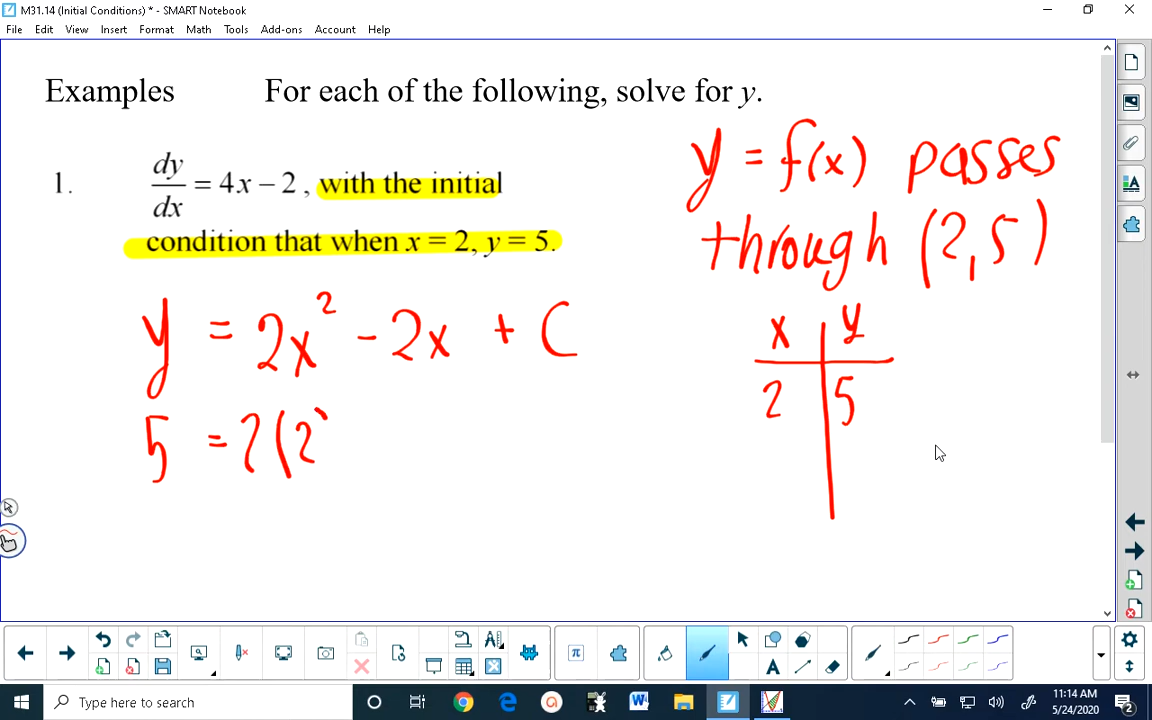 M31.14 (Initial Conditions) * - SMART Notebook
File Edit View Insert Format Math Tools Add-ons Account Help
Examples For each of the following, solve for y.
1. dy/dx = 4x − 2 , with the initial
condition that when x = 2, y = 5.
y = f(x) passes
through (2,5)
y = 2x² - 2x + C
x y
2 5
5 = 2(2)
π
A
Type here to search
11:14 AM
5/24/2020
2